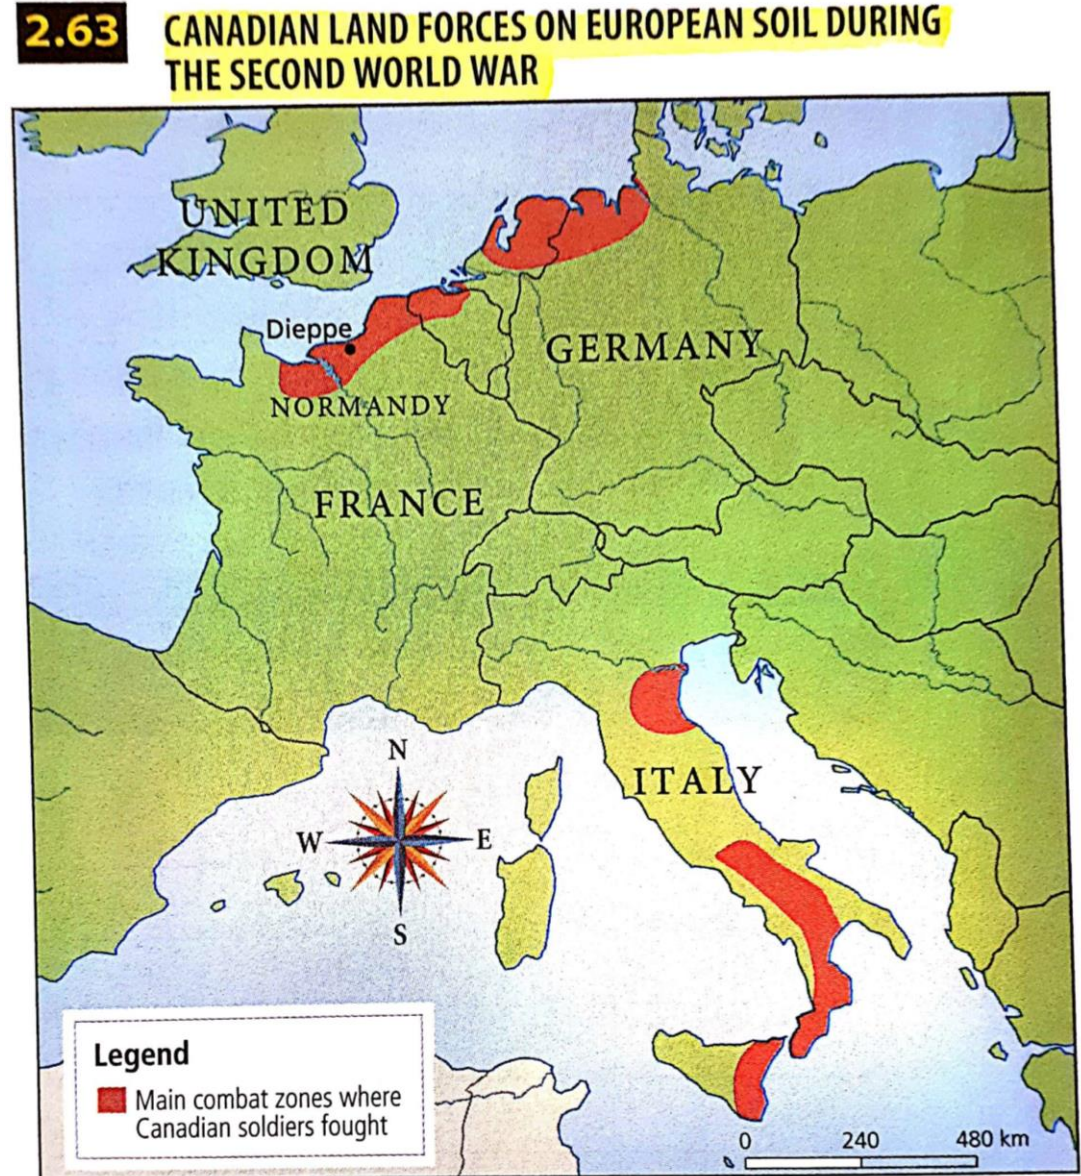 2.63
CANADIAN LAND FORCES ON EUROPEAN SOIL DURING
THE SECOND WORLD WAR
UNITED
KINGDOM
Dieppe
GERMANY
NORMANDY
FRANCE
ITALY
N
W
E
S
Legend
Main combat zones where
Canadian soldiers fought
0 240 480 km